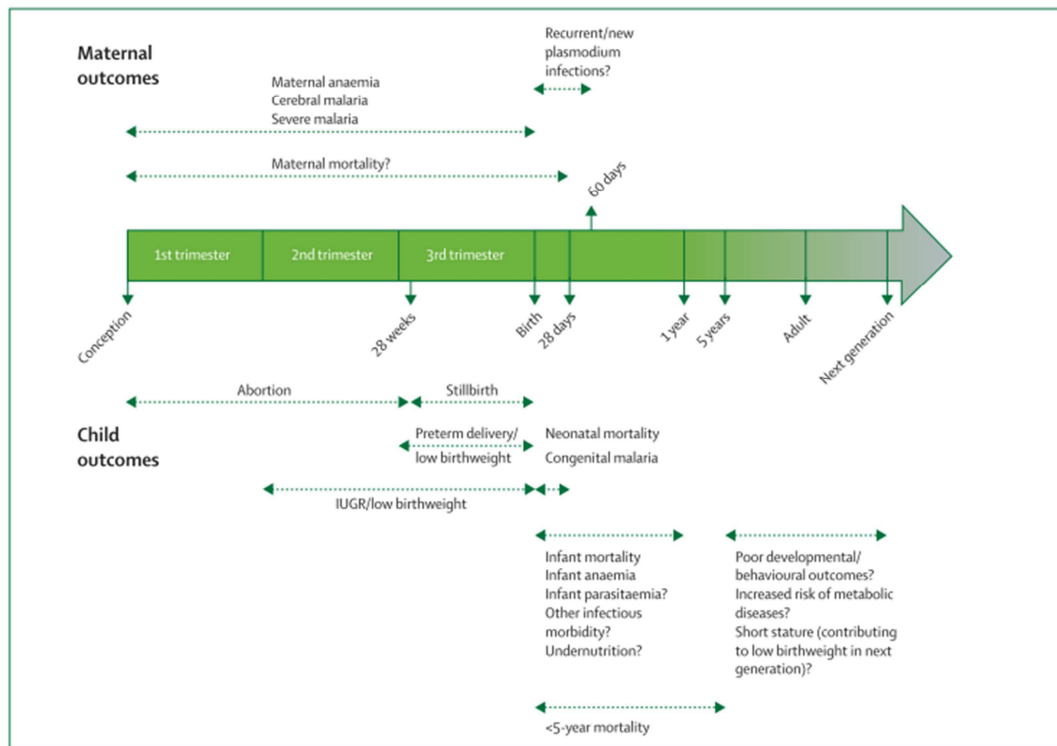 Maternal
outcomes
Recurrent/new
plasmodium
infections?
Maternal anaemia
Cerebral malaria
Severe malaria
Maternal mortality?
60 days
1st trimester
2nd trimester
3rd trimester
Conception
28 weeks
Birth
28 days
1 year
5 years
Adult
Next generation
Abortion
Stillbirth
Child
outcomes
Preterm delivery/
low birthweight
Neonatal mortality
Congenital malaria
IUGR/low birthweight
Infant mortality
Infant anaemia
Infant parasitaemia?
Other infectious
morbidity?
Undernutrition?
Poor developmental/
behavioural outcomes?
Increased risk of metabolic
diseases?
Short stature (contributing
to low birthweight in next
generation)?
<5-year mortality